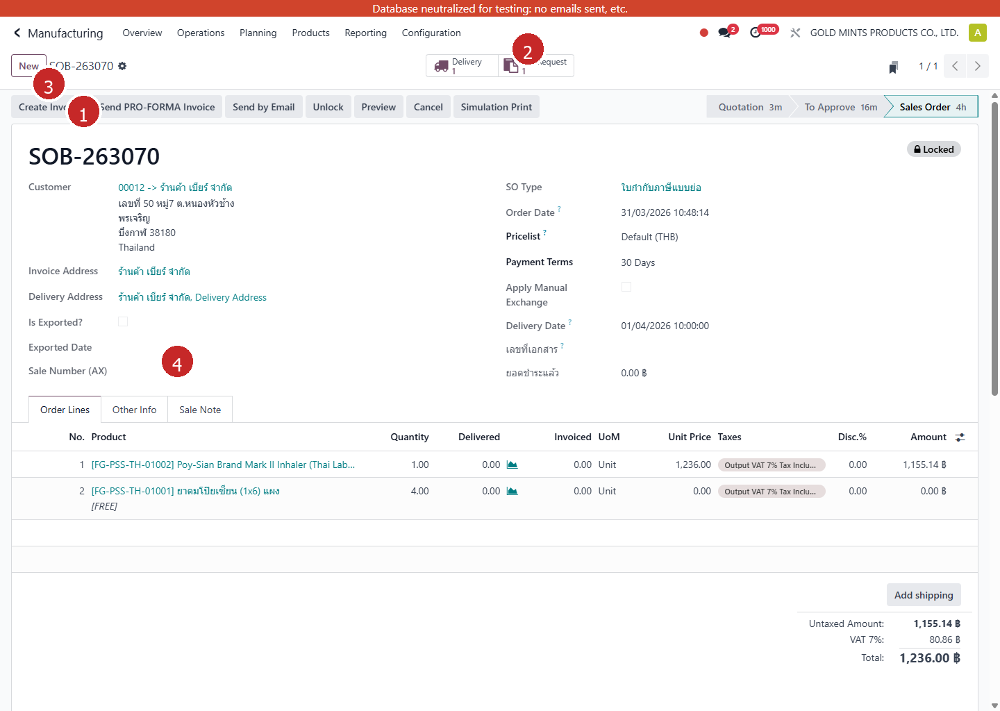 Database neutralized for testing: no emails sent, etc.
Manufacturing Overview Operations Planning Products Reporting Configuration 2 1000 GOLD MINTS PRODUCTS CO., LTD. A
New SOB-263070 Delivery 1 2 Request 1 1 / 1
3
Create Invo 1 Send PRO-FORMA Invoice Send by Email Unlock Preview Cancel Simulation Print Quotation 3m To Approve 16m Sales Order 4h
SOB-263070 Locked
Customer 00012 -> ร้านค้า เบียร์ จำกัด
เลขที่ 50 หมู่7 ต.หนองหัวช้าง
พรเจริญ
บึงกาฬ 38180
Thailand
Invoice Address ร้านค้า เบียร์ จำกัด
Delivery Address ร้านค้า เบียร์ จำกัด, Delivery Address
Is Exported?
Exported Date
Sale Number (AX)
4
SO Type ใบกำกับภาษีแบบย่อ
Order Date ? 31/03/2026 10:48:14
Pricelist ? Default (THB)
Payment Terms 30 Days
Apply Manual Exchange
Delivery Date ? 01/04/2026 10:00:00
เลขที่เอกสาร ?
ยอดชำระแล้ว 0.00 ฿
Order Lines Other Info Sale Note
No. Product Quantity Delivered Invoiced UoM Unit Price Taxes Disc.% Amount
1 [FG-PSS-TH-01002] Poy-Sian Brand Mark II Inhaler (Thai Lab... 1.00 0.00 0.00 Unit 1,236.00 Output VAT 7% Tax Inclu... 0.00 1,155.14 ฿
2 [FG-PSS-TH-01001] ยาดมโป๊ยเซียน (1x6) แผง 4.00 0.00 0.00 Unit 0.00 Output VAT 7% Tax Inclu... 0.00 0.00 ฿
[FREE]
Add shipping
Untaxed Amount: 1,155.14 ฿
VAT 7%: 80.86 ฿
Total: 1,236.00 ฿